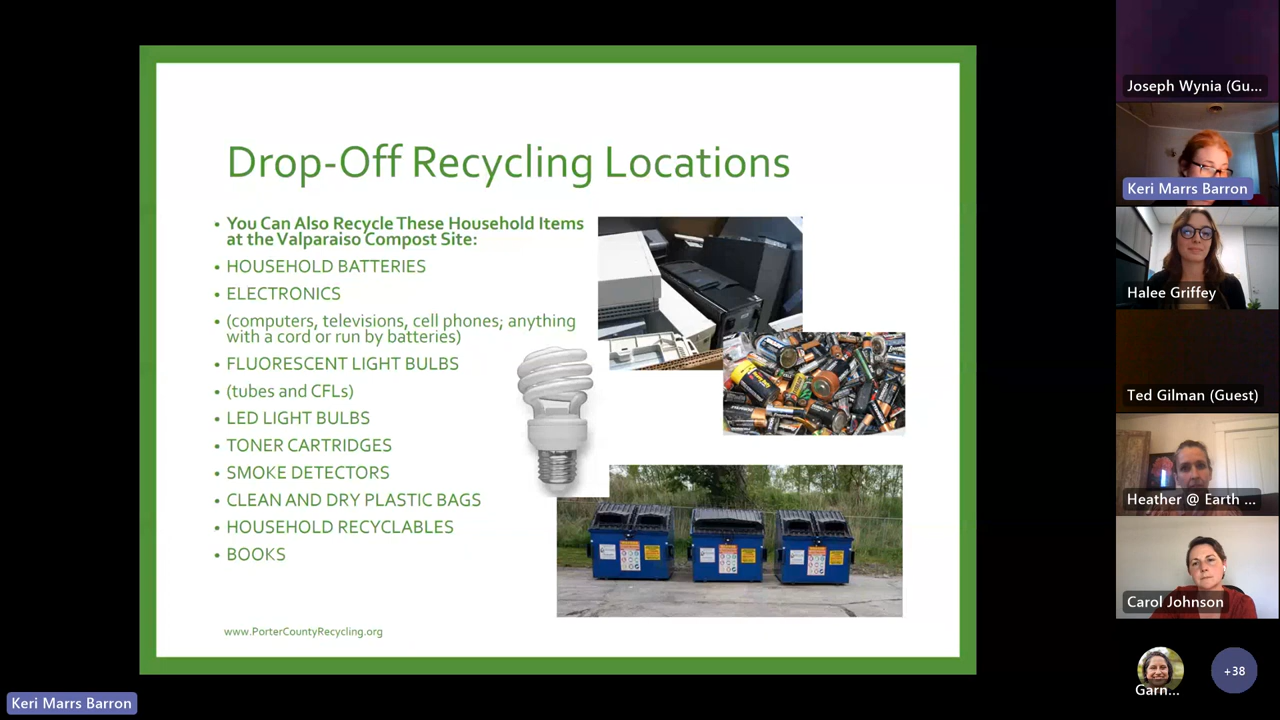 Drop-Off Recycling Locations
• You Can Also Recycle These Household Items
at the Valparaiso Compost Site:
• HOUSEHOLD BATTERIES
• ELECTRONICS
• (computers, televisions, cell phones; anything
with a cord or run by batteries)
• FLUORESCENT LIGHT BULBS
• (tubes and CFLs)
• LED LIGHT BULBS
• TONER CARTRIDGES
• SMOKE DETECTORS
• CLEAN AND DRY PLASTIC BAGS
• HOUSEHOLD RECYCLABLES
• BOOKS
www.PorterCountyRecycling.org
Keri Marrs Barron
Joseph Wynia (Gu...
Keri Marrs Barron
Halee Griffey
Ted Gilman (Guest)
Heather @ Earth ...
Carol Johnson
Garn...
+38